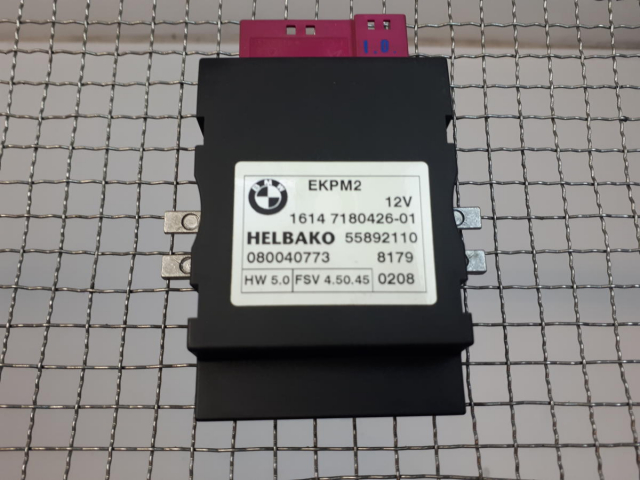 1.0
BMW
EKPM2
12V
1614 7180426-01
HELBAKO 55892110
080040773 8179
HW 5.0 FSV 4.50.45 0208